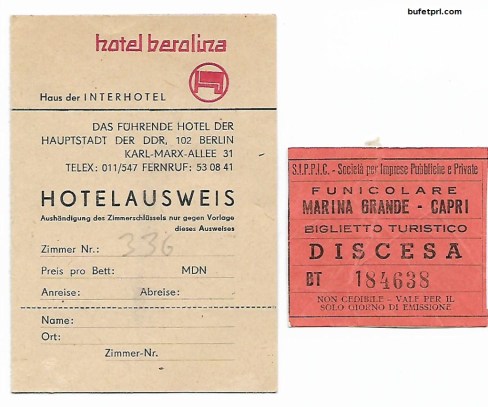 bufetprl.com
hotel berolina
Haus der INTERHOTEL
DAS FÜHRENDE HOTEL DER
HAUPTSTADT DER DDR, 102 BERLIN
KARL-MARX-ALLEE 31
TELEX: 011/547 FERNRUF: 53 08 41
HOTELAUSWEIS
Aushändigung des Zimmerschlüssels nur gegen Vorlage
dieses Ausweises
Zimmer Nr.: 336
Preis pro Bett: MDN
Anreise: Abreise:
Name:
Ort:
Zimmer-Nr.
S.I.P.P.I.C. - Società per Imprese Pubbliche e Private
FUNICOLARE
MARINA GRANDE - CAPRI
BIGLIETTO TURISTICO
DISCESA
BT 184638
NON CEDIBILE - VALE PER IL
SOLO GIORNO DI EMISSIONE